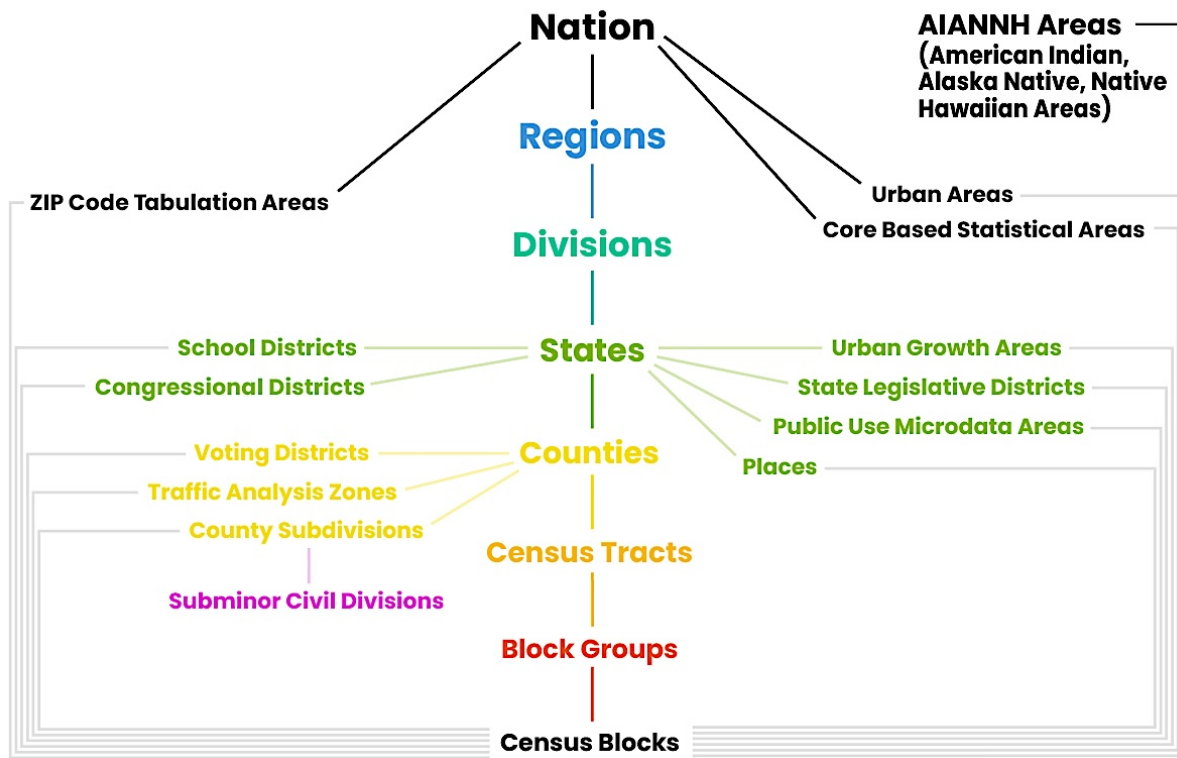 Nation
AIANNH Areas
(American Indian,
Alaska Native, Native
Hawaiian Areas)
Regions
ZIP Code Tabulation Areas
Urban Areas
Core Based Statistical Areas
Divisions
School Districts
States
Urban Growth Areas
Congressional Districts
State Legislative Districts
Public Use Microdata Areas
Voting Districts
Counties
Places
Traffic Analysis Zones
County Subdivisions
Census Tracts
Subminor Civil Divisions
Block Groups
Census Blocks